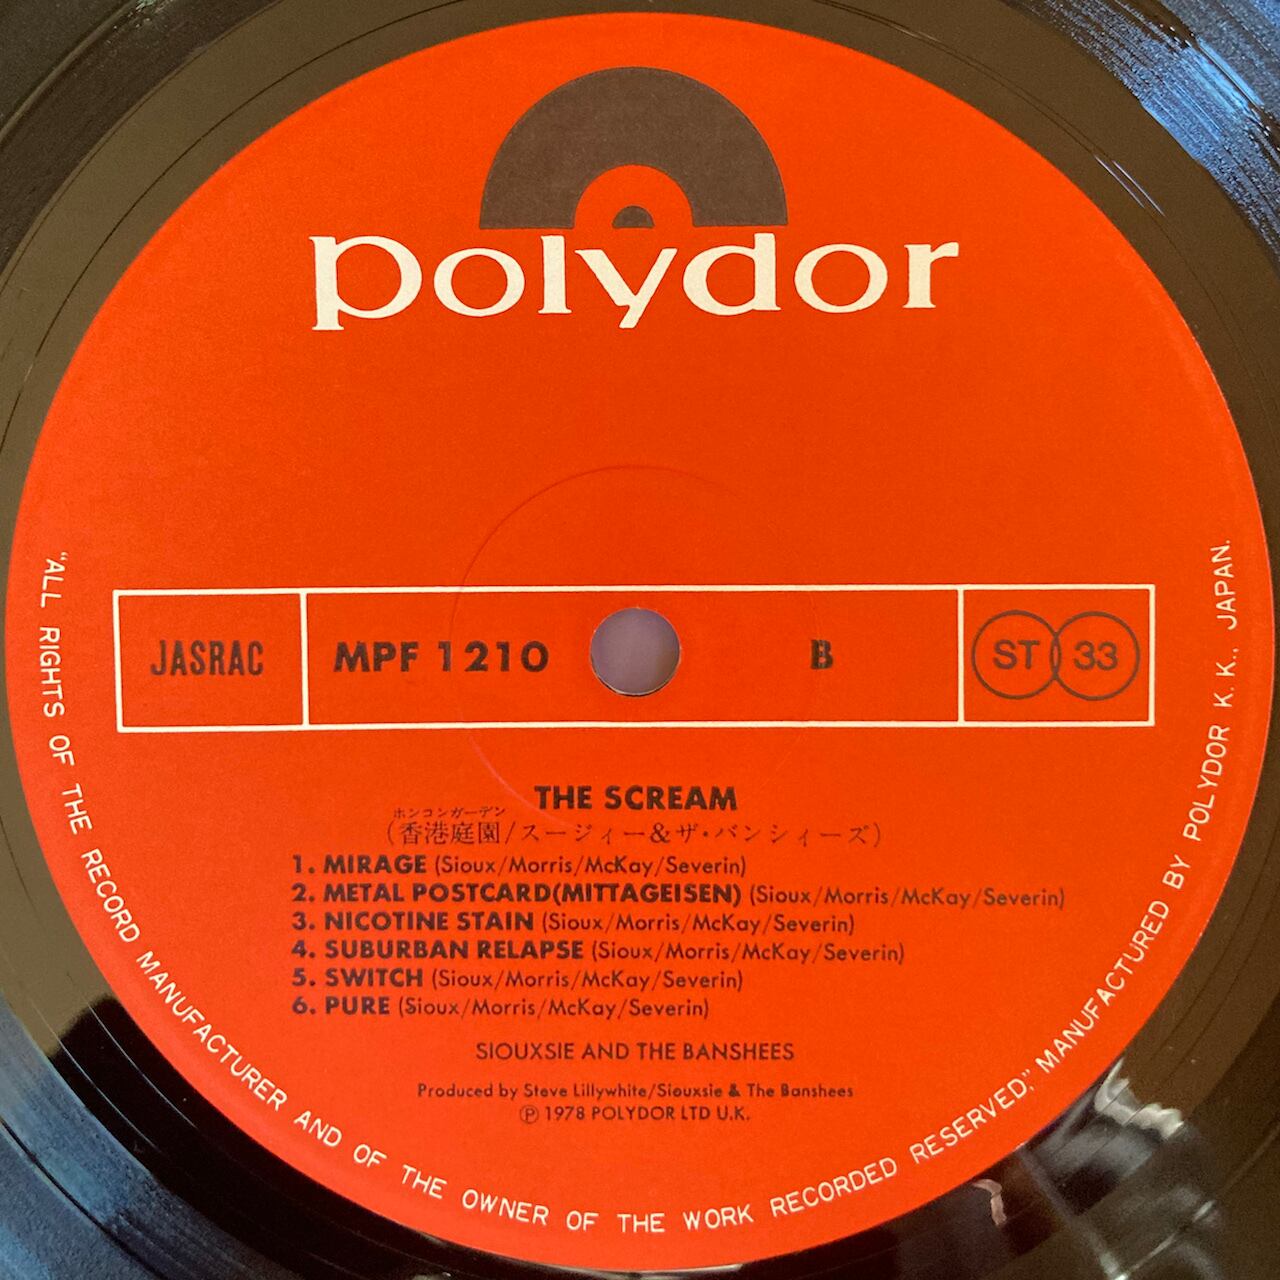 polydor
JASRAC MPF 1210 B ST 33
THE SCREAM
ホンコンガーデン
(香港庭園/スージィー&ザ・バンシィーズ)
1. MIRAGE (Sioux/Morris/McKay/Severin)
2. METAL POSTCARD(MITTAGEISEN) (Sioux/Morris/McKay/Severin)
3. NICOTINE STAIN (Sioux/Morris/McKay/Severin)
4. SUBURBAN RELAPSE (Sioux/Morris/McKay/Severin)
5. SWITCH (Sioux/Morris/McKay/Severin)
6. PURE (Sioux/Morris/McKay/Severin)
SIOUXSIE AND THE BANSHEES
Produced by Steve Lillywhite/Siouxsie & The Banshees
Ⓟ 1978 POLYDOR LTD U.K.
"ALL RIGHTS OF THE RECORD MANUFACTURER AND OF THE OWNER OF THE WORK RECORDED RESERVED," MANUFACTURED BY POLYDOR K. K., JAPAN.